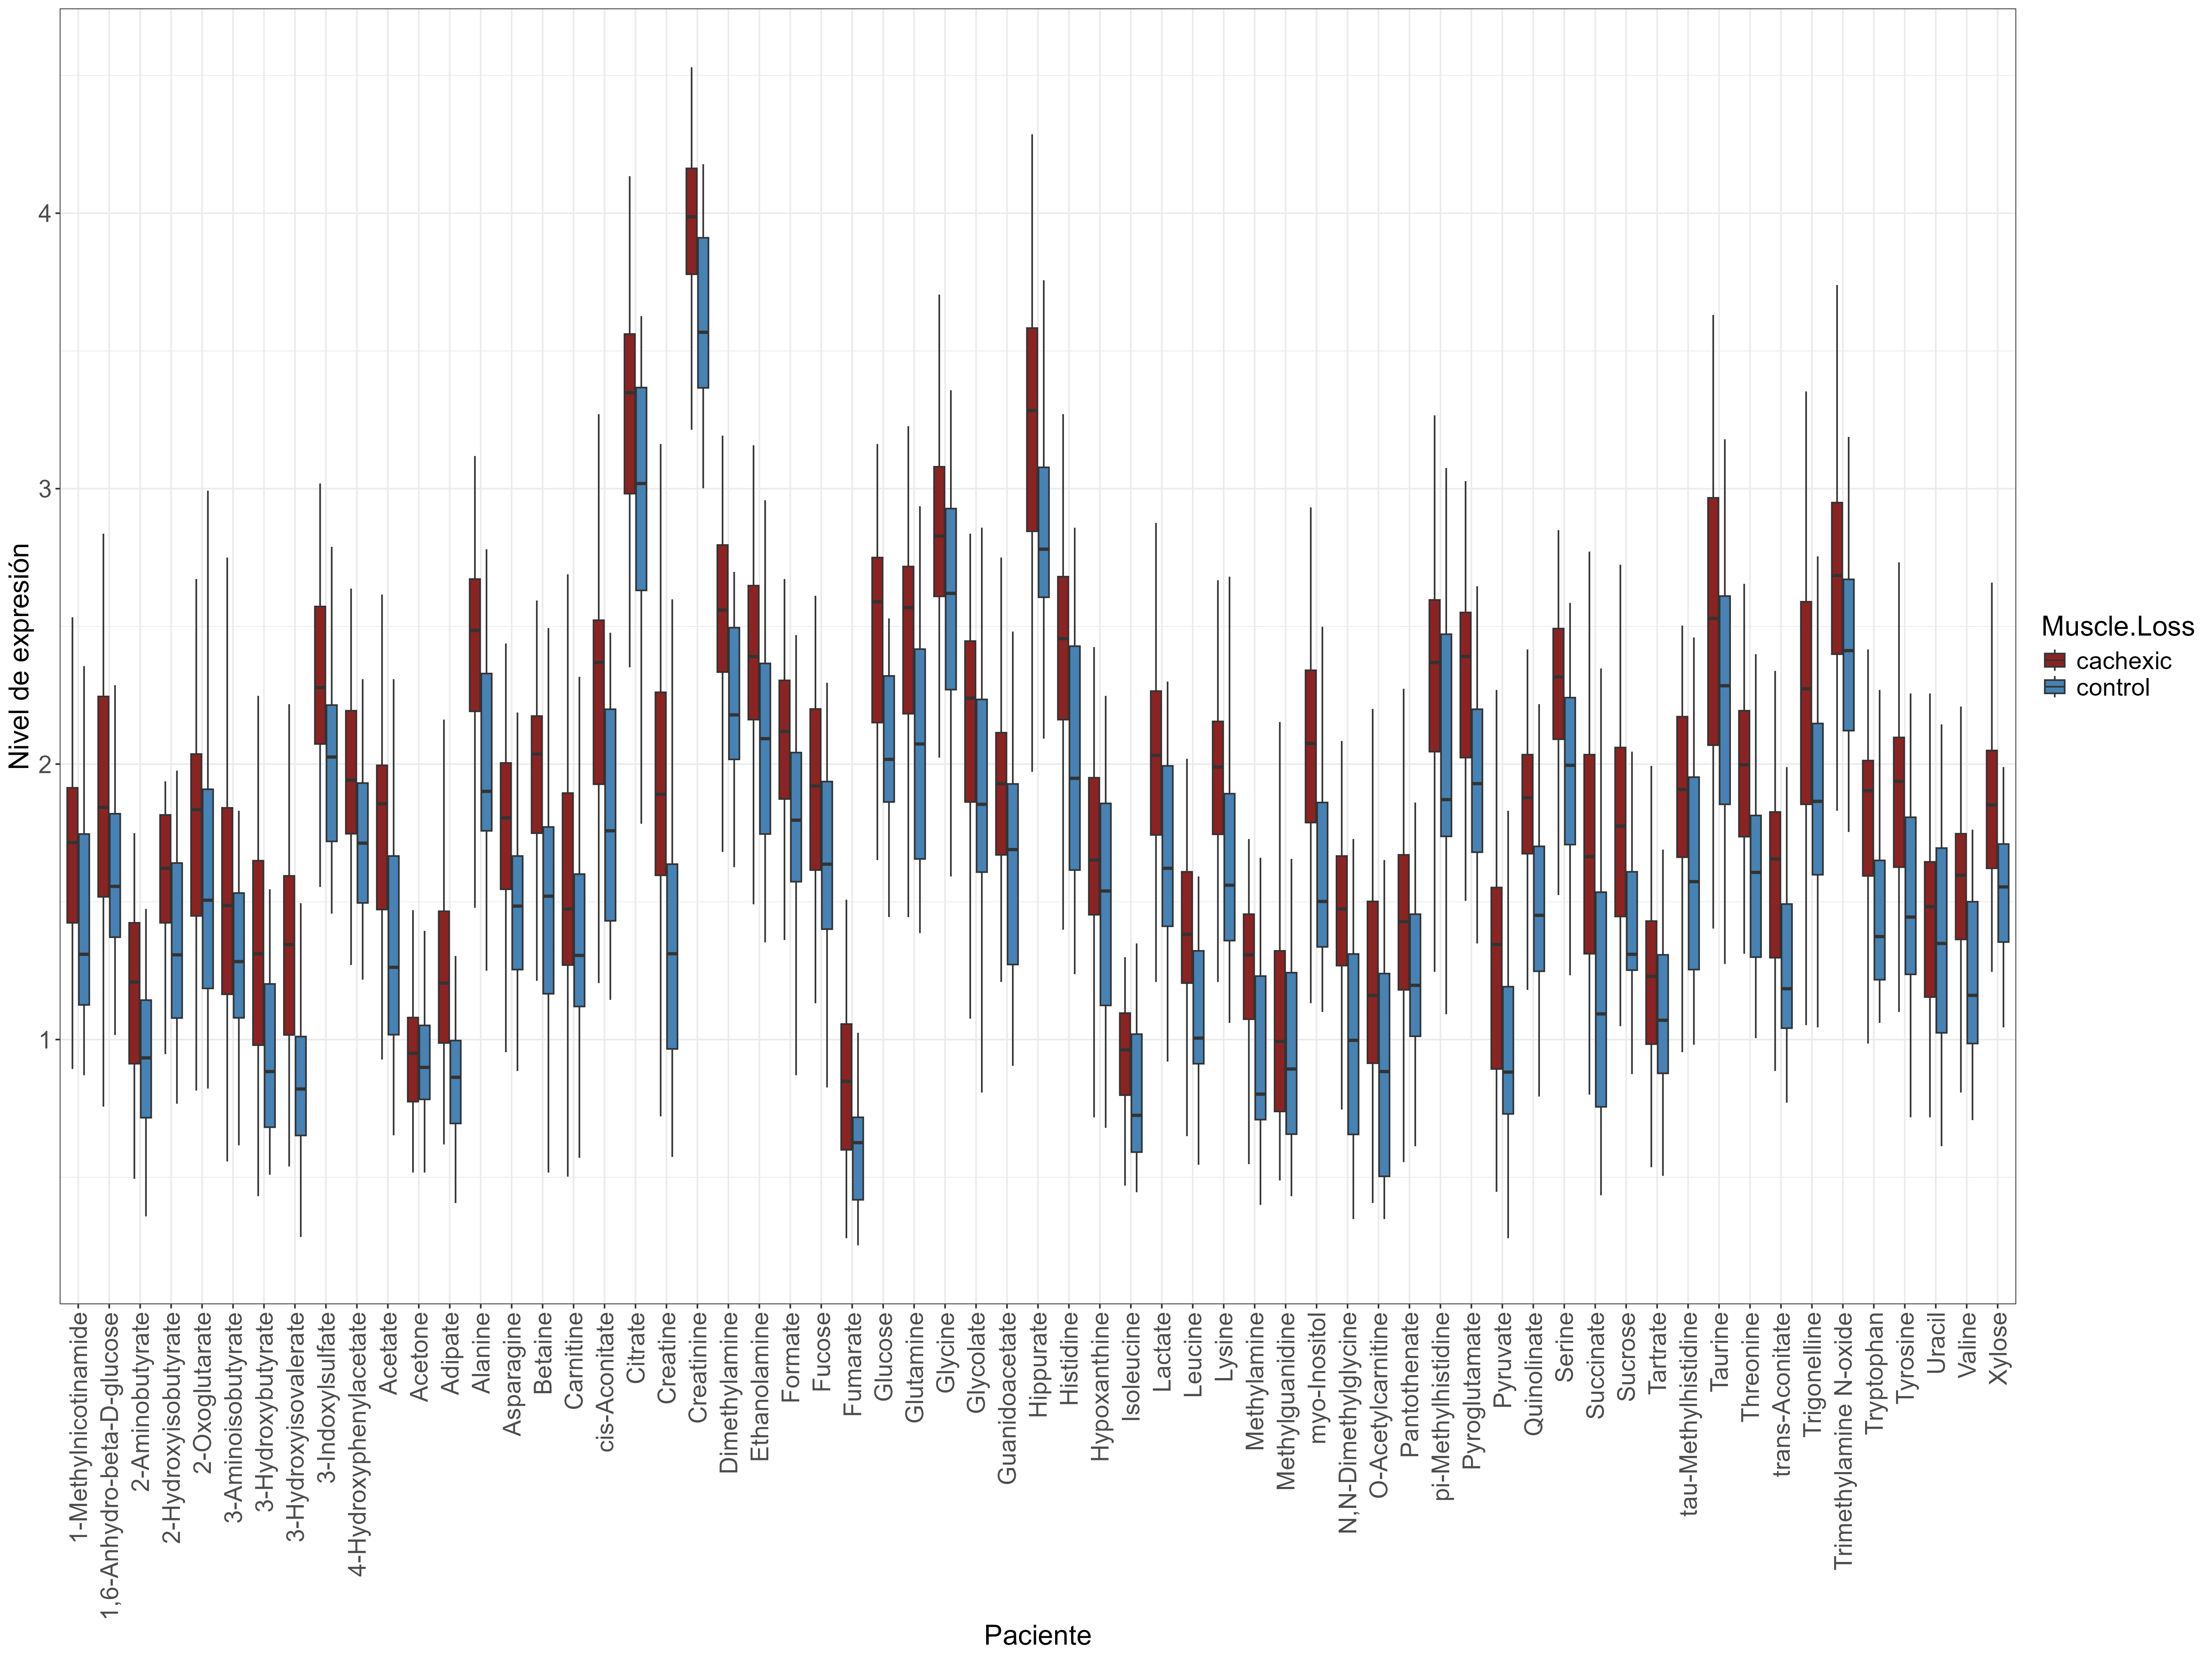 Nivel de expresión
4
3
2
1
1-Methylnicotinamide
1,6-Anhydro-beta-D-glucose
2-Aminobutyrate
2-Hydroxyisobutyrate
2-Oxoglutarate
3-Aminoisobutyrate
3-Hydroxybutyrate
3-Hydroxyisovalerate
3-Indoxylsulfate
4-Hydroxyphenylacetate
Acetate
Acetone
Adipate
Alanine
Asparagine
Betaine
Carnitine
cis-Aconitate
Citrate
Creatine
Creatinine
Dimethylamine
Ethanolamine
Formate
Fucose
Fumarate
Glucose
Glutamine
Glycine
Glycolate
Guanidoacetate
Hippurate
Histidine
Hypoxanthine
Isoleucine
Lactate
Leucine
Lysine
Methylamine
Methylguanidine
myo-Inositol
N,N-Dimethylglycine
O-Acetylcarnitine
Pantothenate
pi-Methylhistidine
Pyroglutamate
Pyruvate
Quinolinate
Serine
Succinate
Sucrose
Tartrate
tau-Methylhistidine
Taurine
Threonine
trans-Aconitate
Trigonelline
Trimethylamine N-oxide
Tryptophan
Tyrosine
Uracil
Valine
Xylose
Paciente
Muscle.Loss
cachexic
control